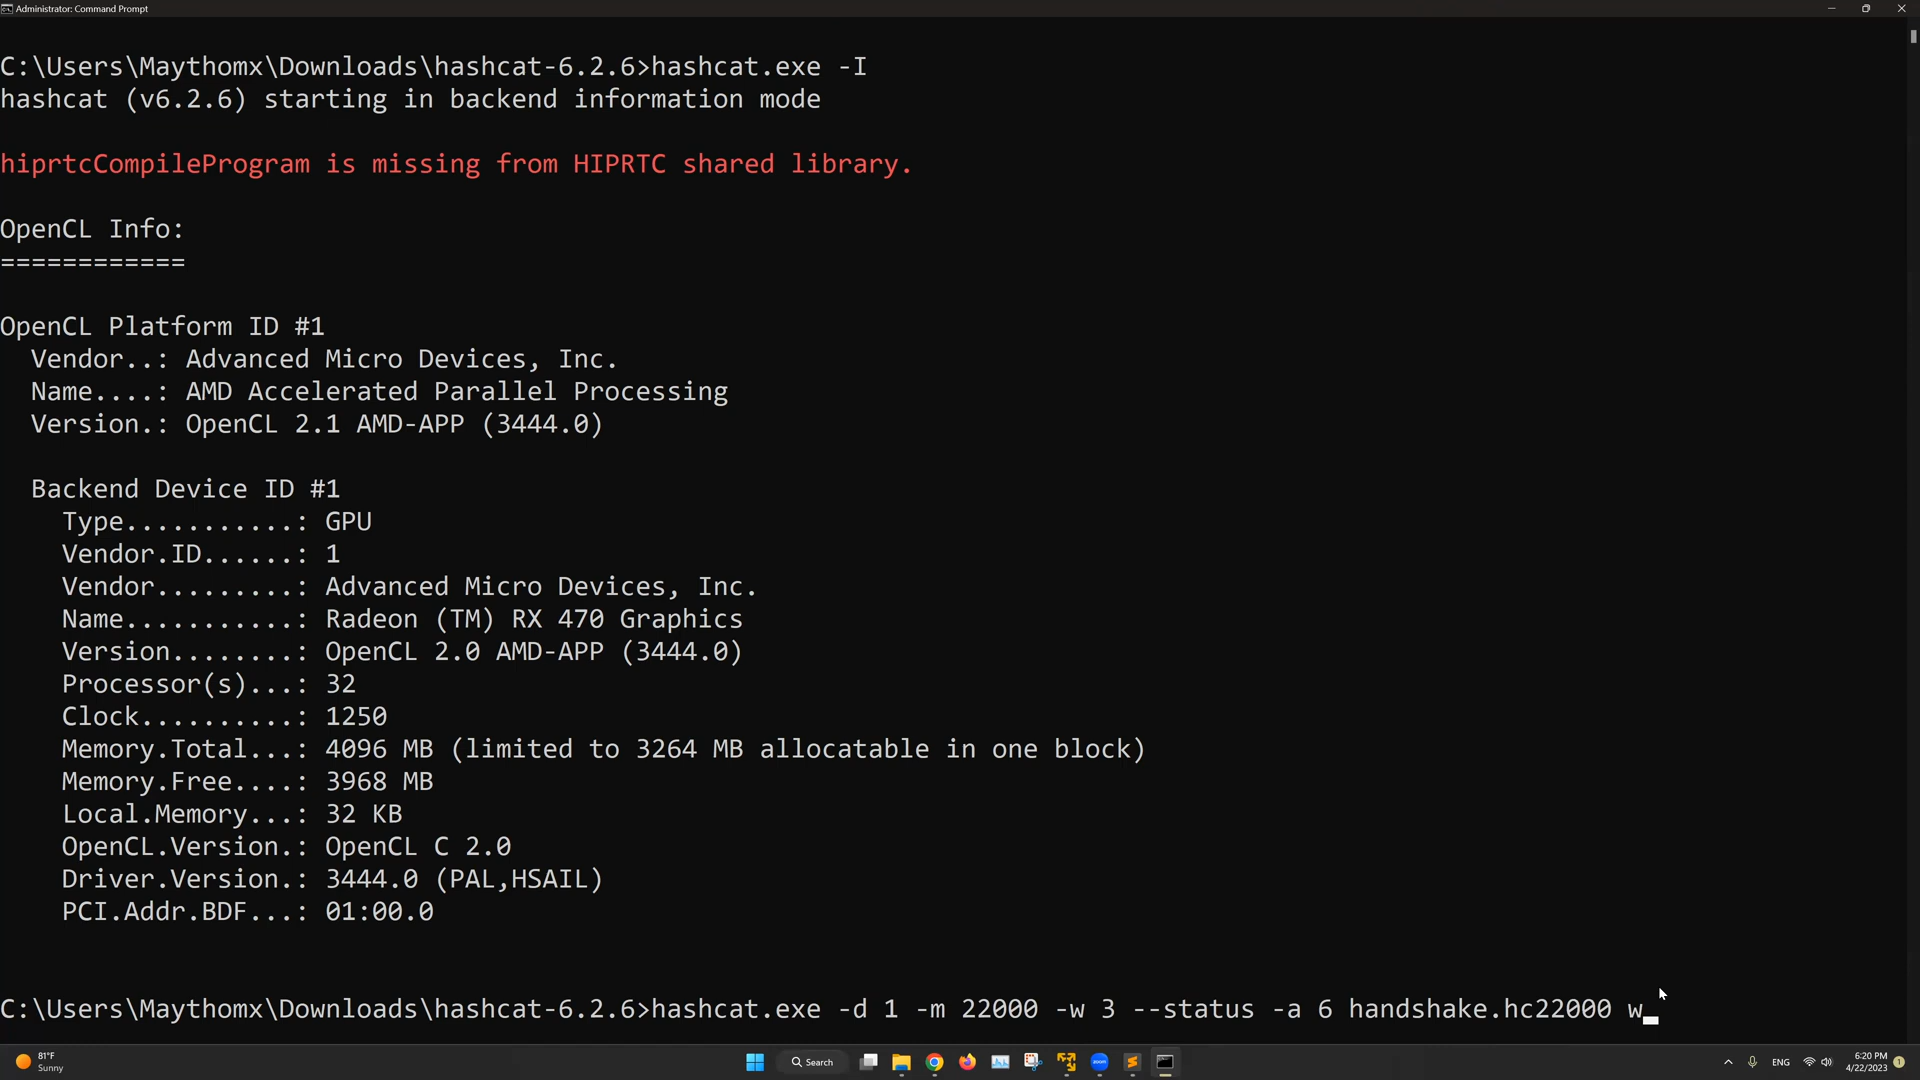 Administrator: Command Prompt
C:\Users\Maythomx\Downloads\hashcat-6.2.6>hashcat.exe -I
hashcat (v6.2.6) starting in backend information mode
hiprtcCompileProgram is missing from HIPRTC shared library.
OpenCL Info:
============
OpenCL Platform ID #1
Vendor..: Advanced Micro Devices, Inc.
Name....: AMD Accelerated Parallel Processing
Version.: OpenCL 2.1 AMD-APP (3444.0)
Backend Device ID #1
Type...........: GPU
Vendor.ID......: 1
Vendor.........: Advanced Micro Devices, Inc.
Name...........: Radeon (TM) RX 470 Graphics
Version........: OpenCL 2.0 AMD-APP (3444.0)
Processor(s)...: 32
Clock..........: 1250
Memory.Total...: 4096 MB (limited to 3264 MB allocatable in one block)
Memory.Free....: 3968 MB
Local.Memory...: 32 KB
OpenCL.Version.: OpenCL C 2.0
Driver.Version.: 3444.0 (PAL,HSAIL)
PCI.Addr.BDF...: 01:00.0
C:\Users\Maythomx\Downloads\hashcat-6.2.6>hashcat.exe -d 1 -m 22000 -w 3 --status -a 6 handshake.hc22000 w
81°F
Sunny
Search
zoom
ENG
6:20 PM
4/22/2023
1